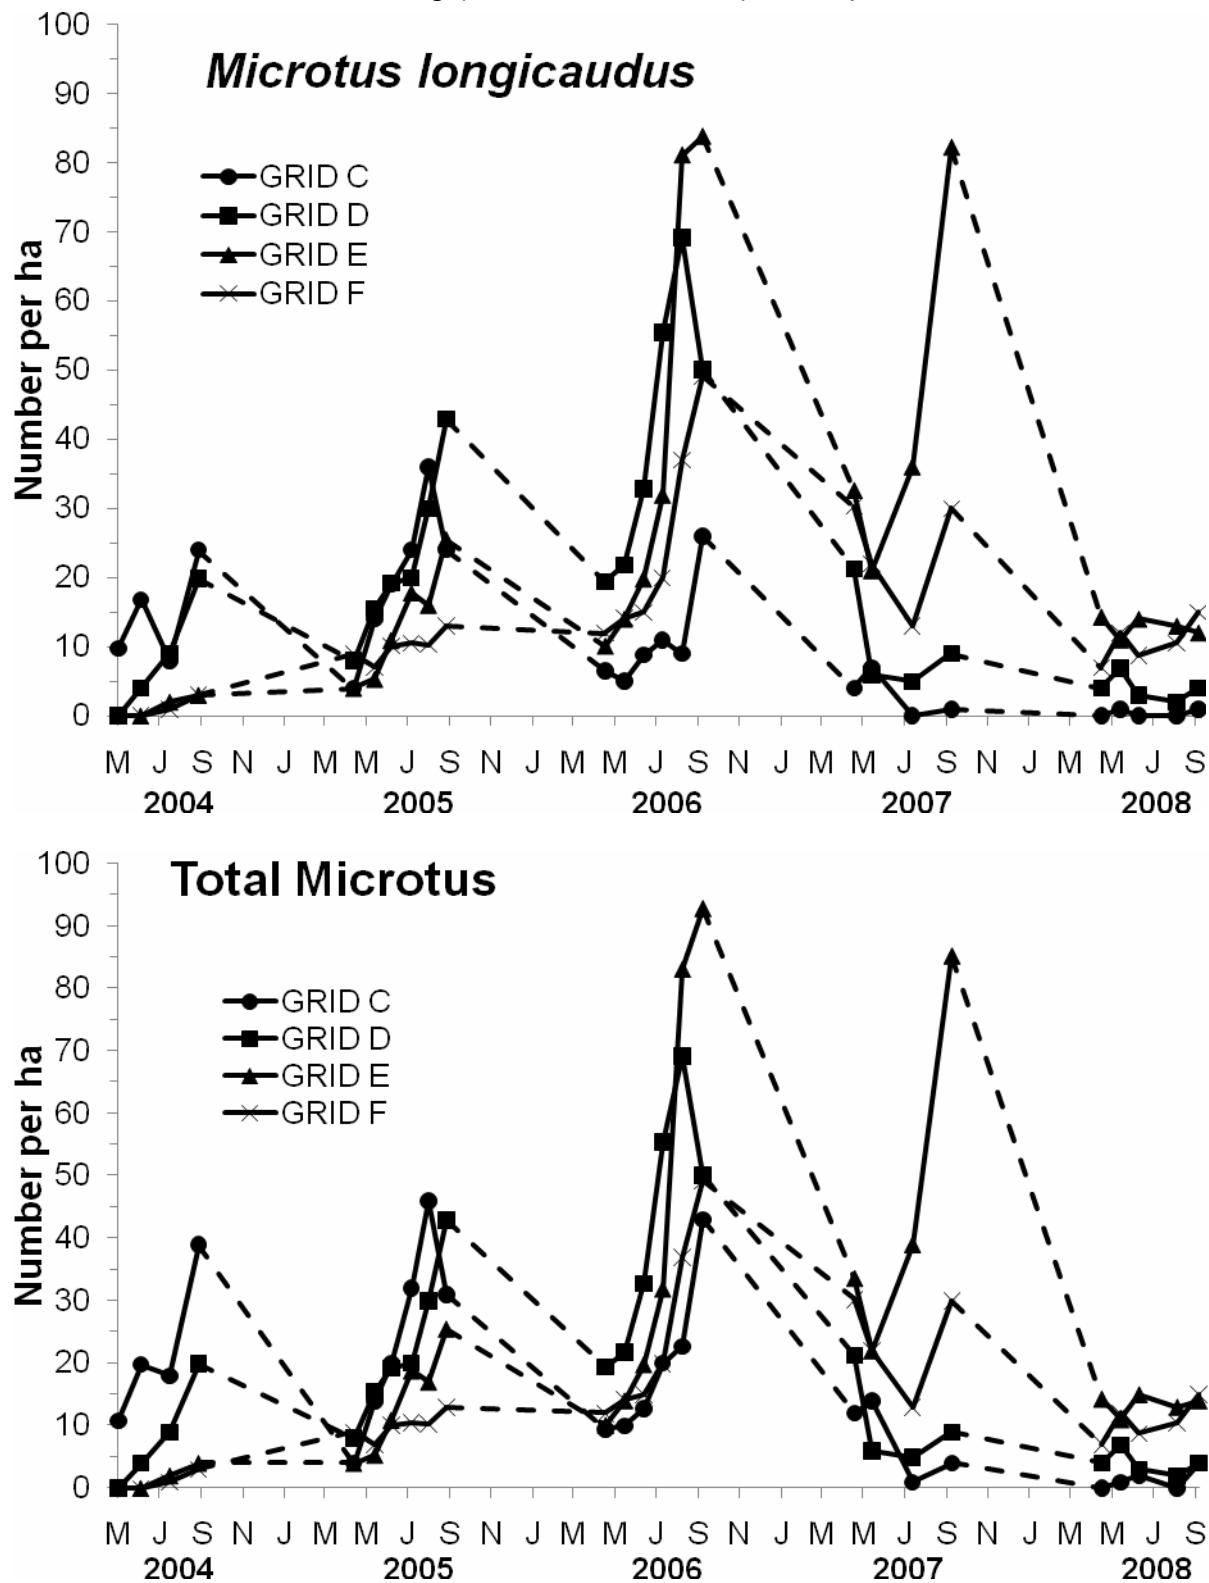 100
Microtus longicaudus
90
80
GRID C
70
GRID D
GRID E
60
GRID F
50
40
30
20
10
0
Number per ha
M J S N J M M J S N J M M J S N J M M J S N J M M J S
2004 2005 2006 2007 2008
100
Total Microtus
90
80
GRID C
70
GRID D
GRID E
60
GRID F
50
40
30
20
10
0
Number per ha
M J S N J M M J S N J M M J S N J M M J S N J M M J S
2004 2005 2006 2007 2008